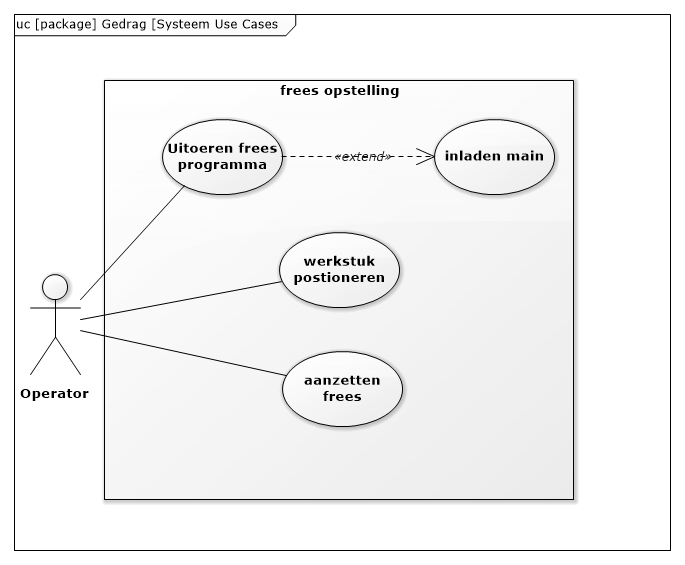 uc [package] Gedrag [Systeem Use Cases
frees opstelling
Uitoeren frees
programma
«extend»
inladen main
werkstuk
postioneren
aanzetten
frees
Operator